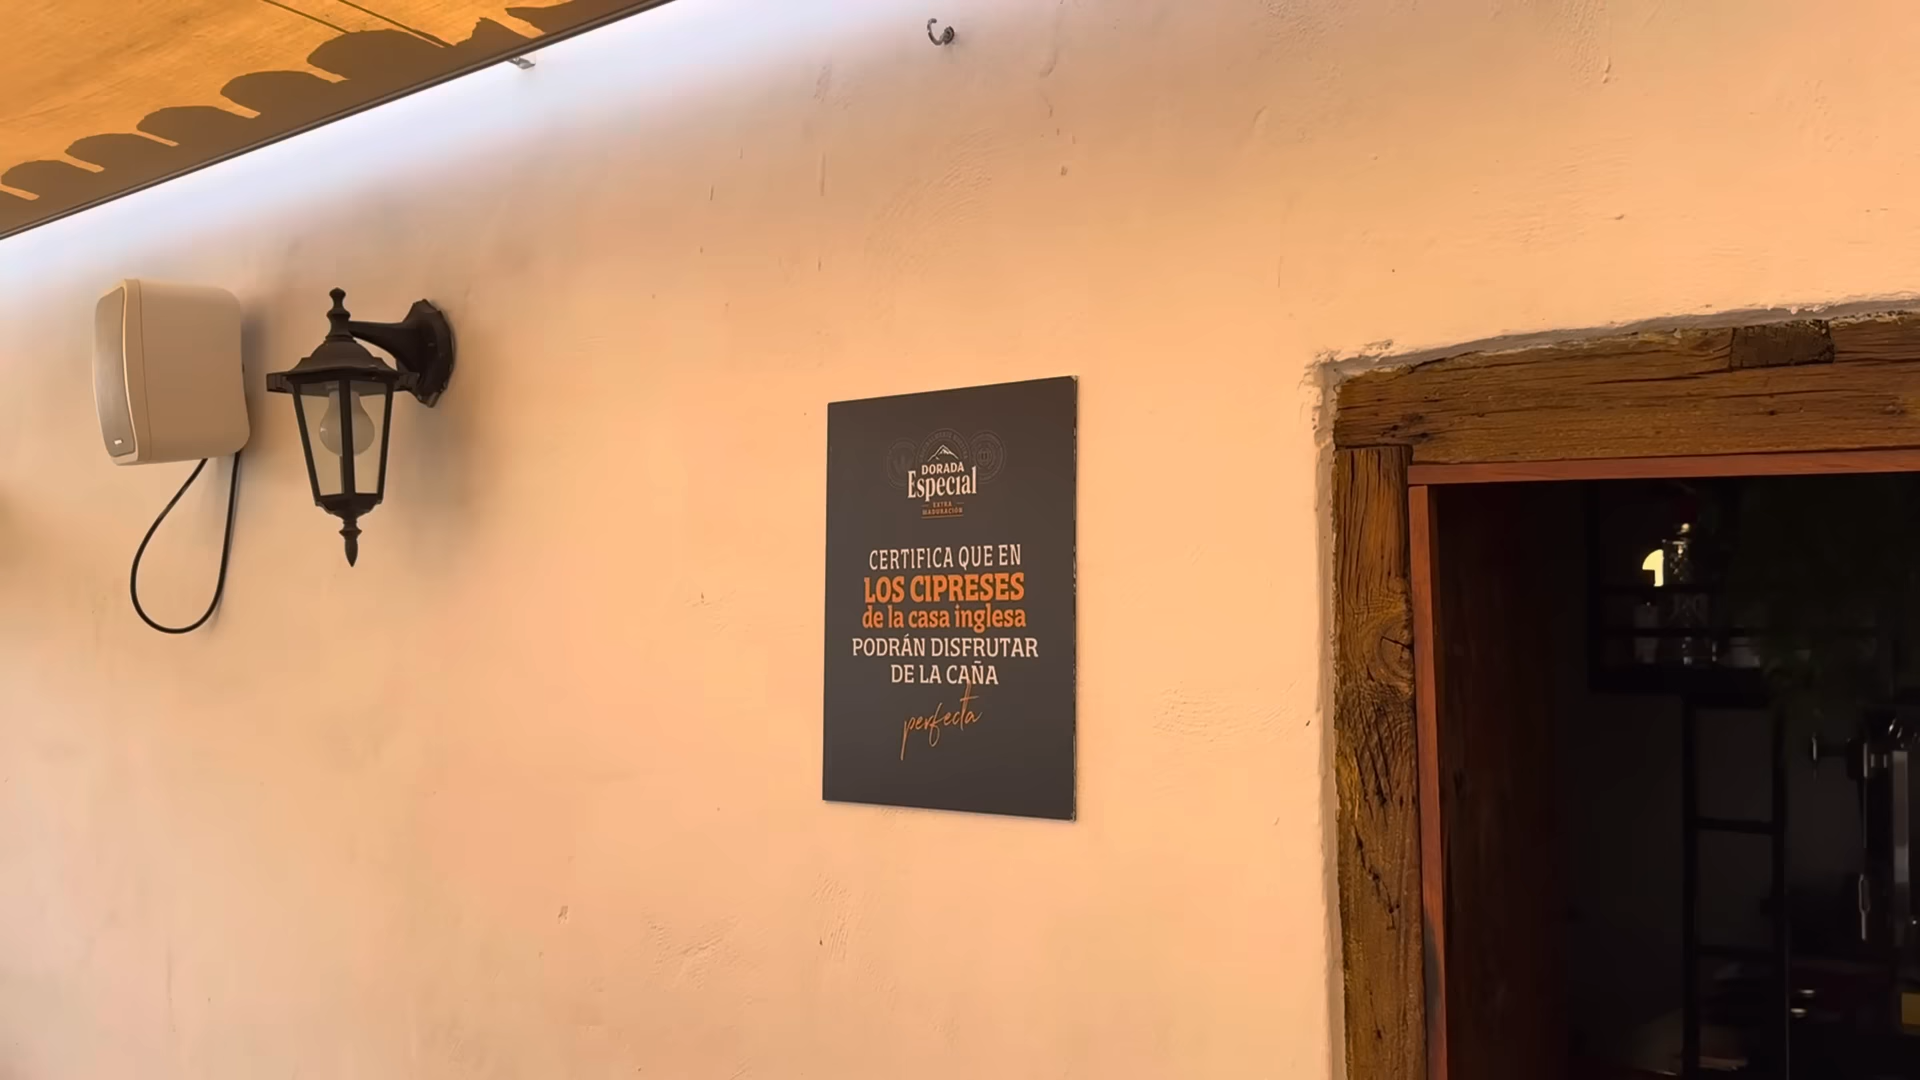 DORADA
Especial
EXTRA
MADURACIÓN
CERTIFICA QUE EN
LOS CIPRESES
de la casa inglesa
PODRÁN DISFRUTAR
DE LA CAÑA
perfecta